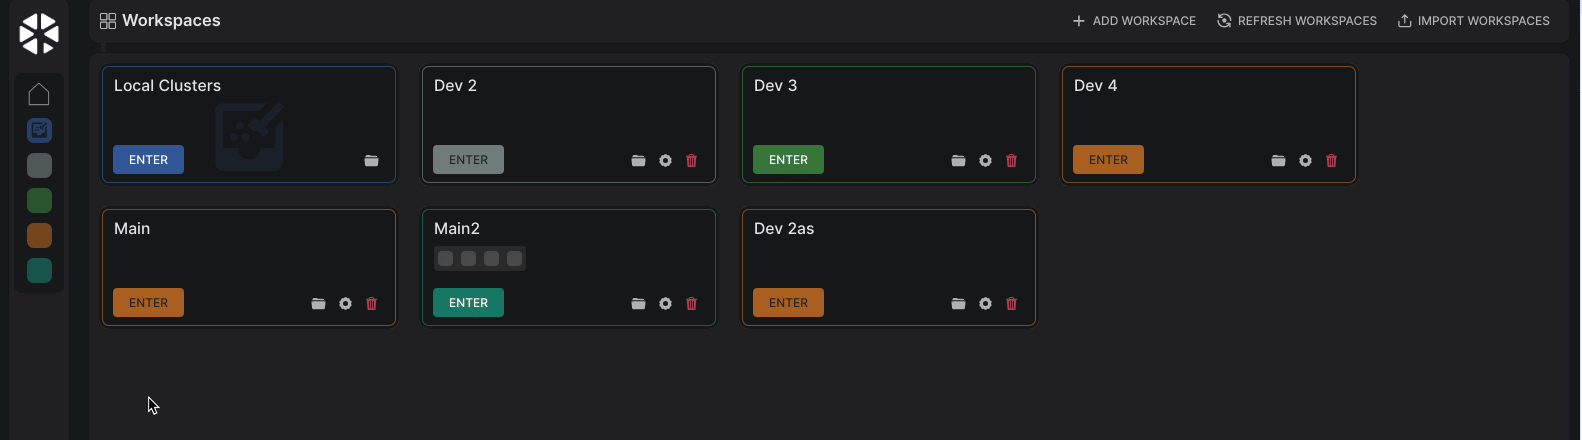 Workspaces
ADD WORKSPACE
REFRESH WORKSPACES
IMPORT WORKSPACES
Local Clusters
ENTER
Dev 2
ENTER
Dev 3
ENTER
Dev 4
ENTER
Main
ENTER
Main2
ENTER
Dev 2as
ENTER